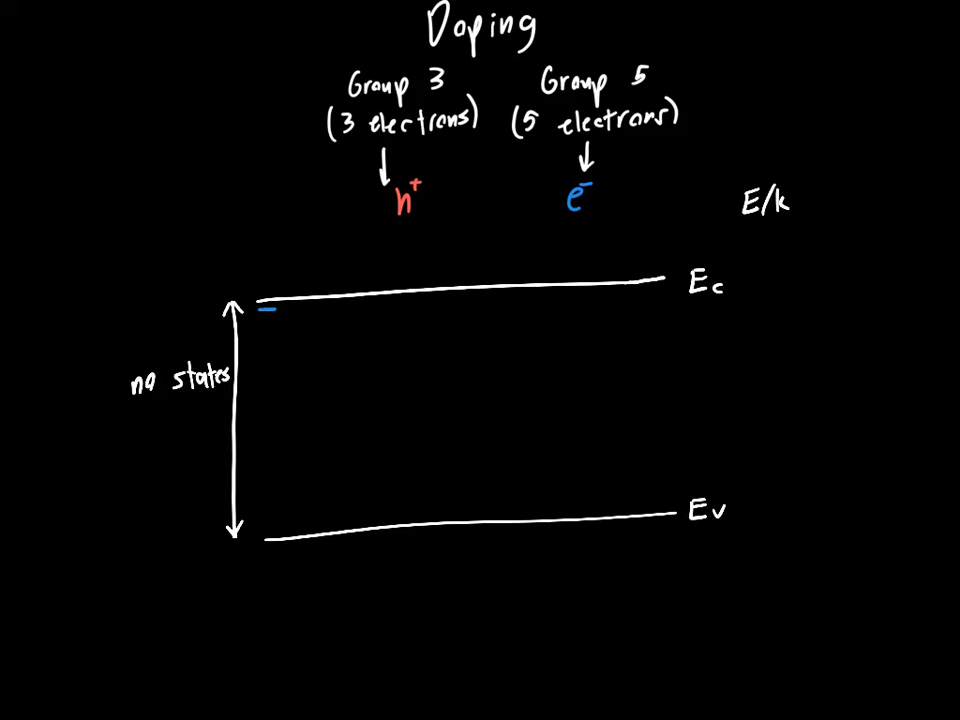 Doping
Group 3
(3 electrons)
h+
Group 5
(5 electrons)
e-
E/k
Ec
no states
Ev